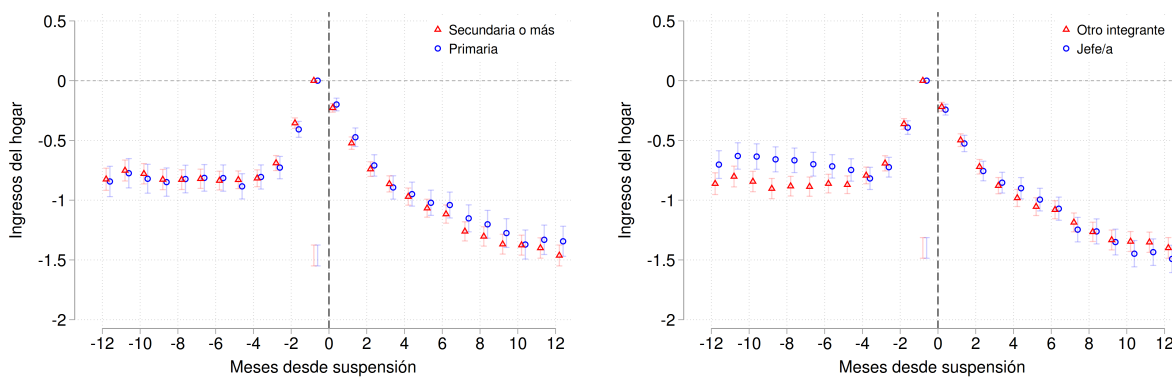 Ingresos del hogar
0.5
0
-0.5
-1
-1.5
-2
Secundaria o más
Primaria
-12 -10 -8 -6 -4 -2 0 2 4 6 8 10 12
Meses desde suspensión
Ingresos del hogar
0.5
0
-0.5
-1
-1.5
-2
Otro integrante
Jefe/a
-12 -10 -8 -6 -4 -2 0 2 4 6 8 10 12
Meses desde suspensión